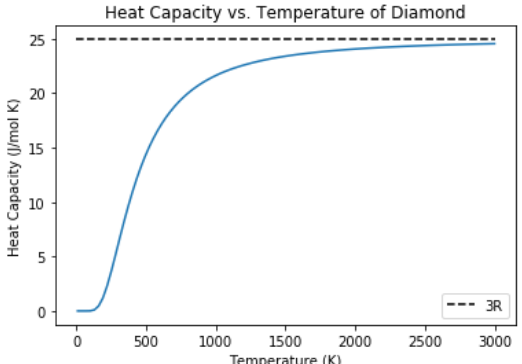 Heat Capacity vs. Temperature of Diamond
Heat Capacity (J/mol K)
25
20
15
10
5
0
3R
0 500 1000 1500 2000 2500 3000
Temperature (K)